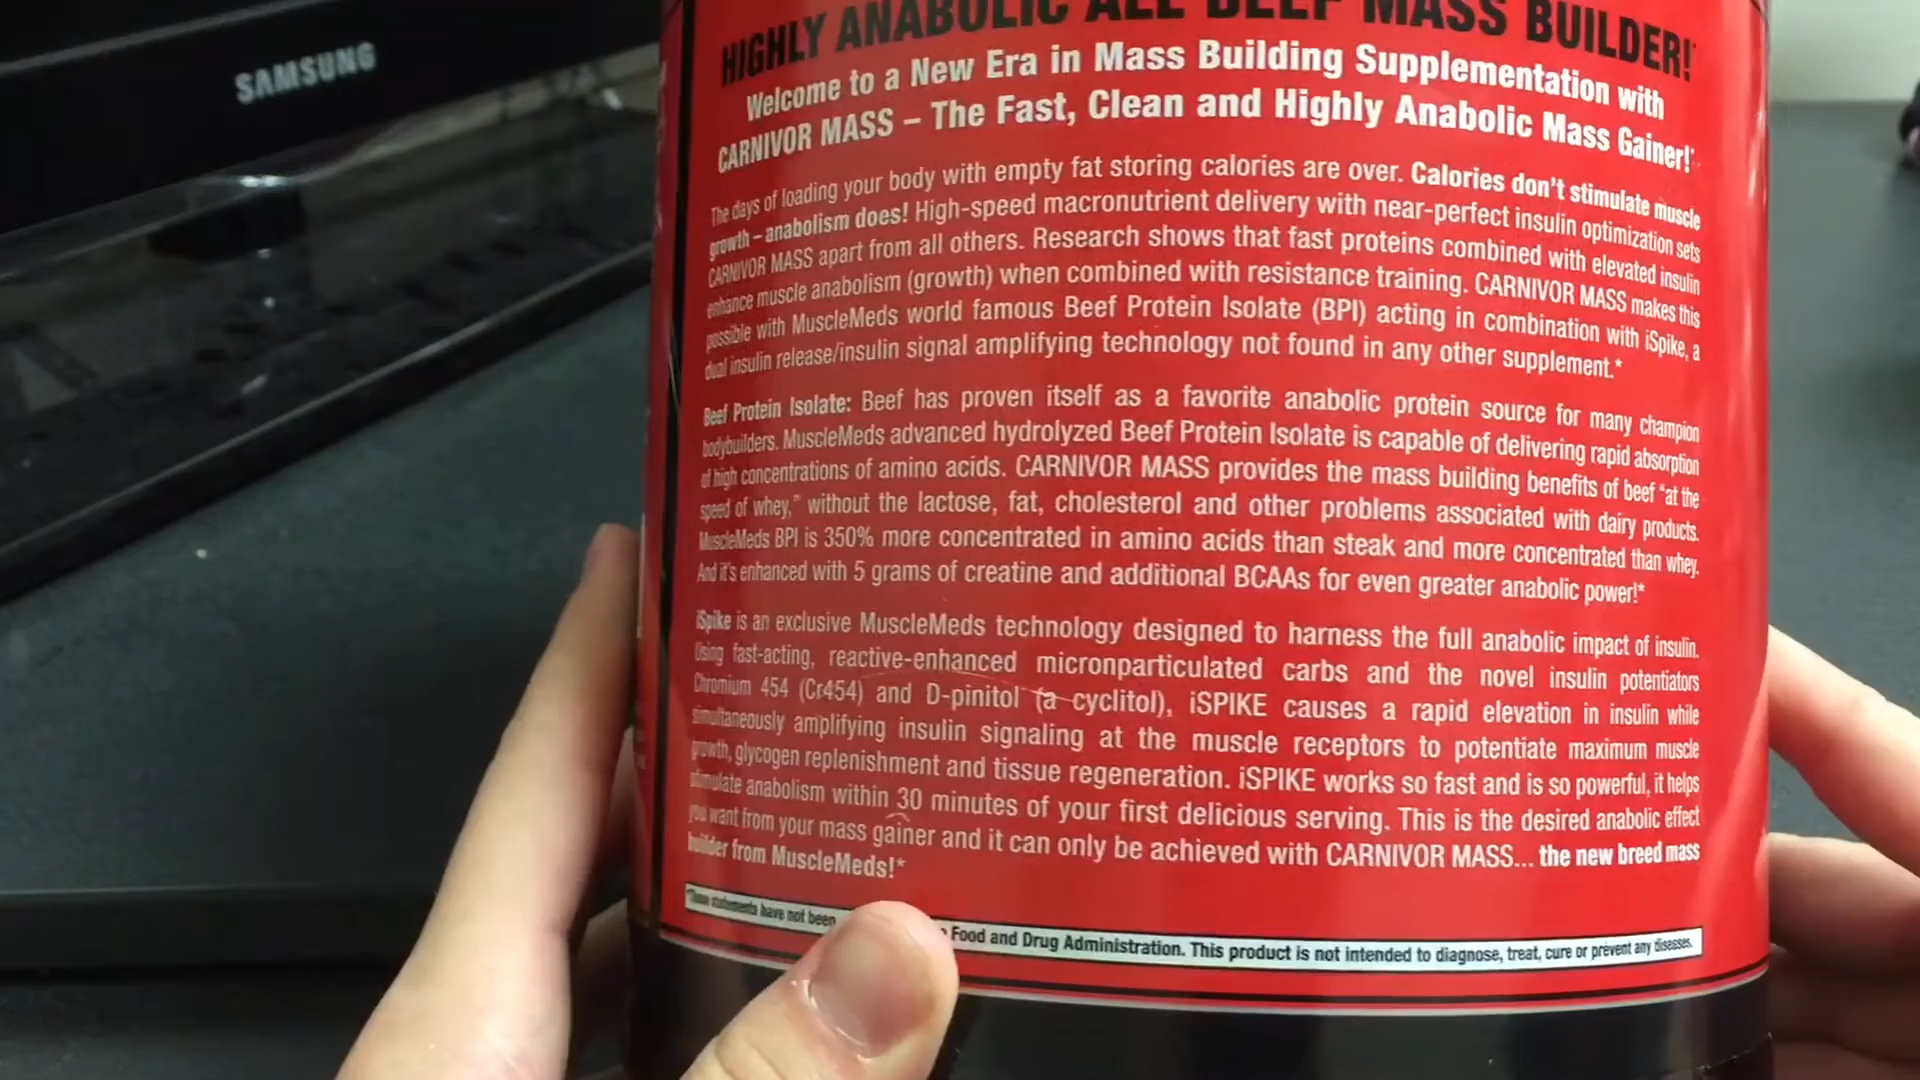 SAMSUNG
HIGHLY ANABOLIC ALL BEEF MASS BUILDER!*
Welcome to a New Era in Mass Building Supplementation with
CARNIVOR MASS – The Fast, Clean and Highly Anabolic Mass Gainer!*
The days of loading your body with empty fat storing calories are over. Calories don't stimulate muscle
growth – anabolism does! High-speed macronutrient delivery with near-perfect insulin optimization sets
CARNIVOR MASS apart from all others. Research shows that fast proteins combined with elevated insulin
enhance muscle anabolism (growth) when combined with resistance training. CARNIVOR MASS makes this
possible with MuscleMeds world famous Beef Protein Isolate (BPI) acting in combination with iSpike, a
dual insulin release/insulin signal amplifying technology not found in any other supplement.*
Beef Protein Isolate: Beef has proven itself as a favorite anabolic protein source for many champion
bodybuilders. MuscleMeds advanced hydrolyzed Beef Protein Isolate is capable of delivering rapid absorption
of high concentrations of amino acids. CARNIVOR MASS provides the mass building benefits of beef "at the
speed of whey," without the lactose, fat, cholesterol and other problems associated with dairy products.
MuscleMeds BPI is 350% more concentrated in amino acids than steak and more concentrated than whey.
And it's enhanced with 5 grams of creatine and additional BCAAs for even greater anabolic power!*
iSpike is an exclusive MuscleMeds technology designed to harness the full anabolic impact of insulin.
Using fast-acting, reactive-enhanced micronparticulated carbs and the novel insulin potentiators
Chromium 454 (Cr454) and D-pinitol (a cyclitol), iSPIKE causes a rapid elevation in insulin while
simultaneously amplifying insulin signaling at the muscle receptors to potentiate maximum muscle
growth, glycogen replenishment and tissue regeneration. iSPIKE works so fast and is so powerful, it helps
stimulate anabolism within 30 minutes of your first delicious serving. This is the desired anabolic effect
you want from your mass gainer and it can only be achieved with CARNIVOR MASS... the new breed mass
builder from MuscleMeds!*
*These statements have not been Food and Drug Administration. This product is not intended to diagnose, treat, cure or prevent any diseases.